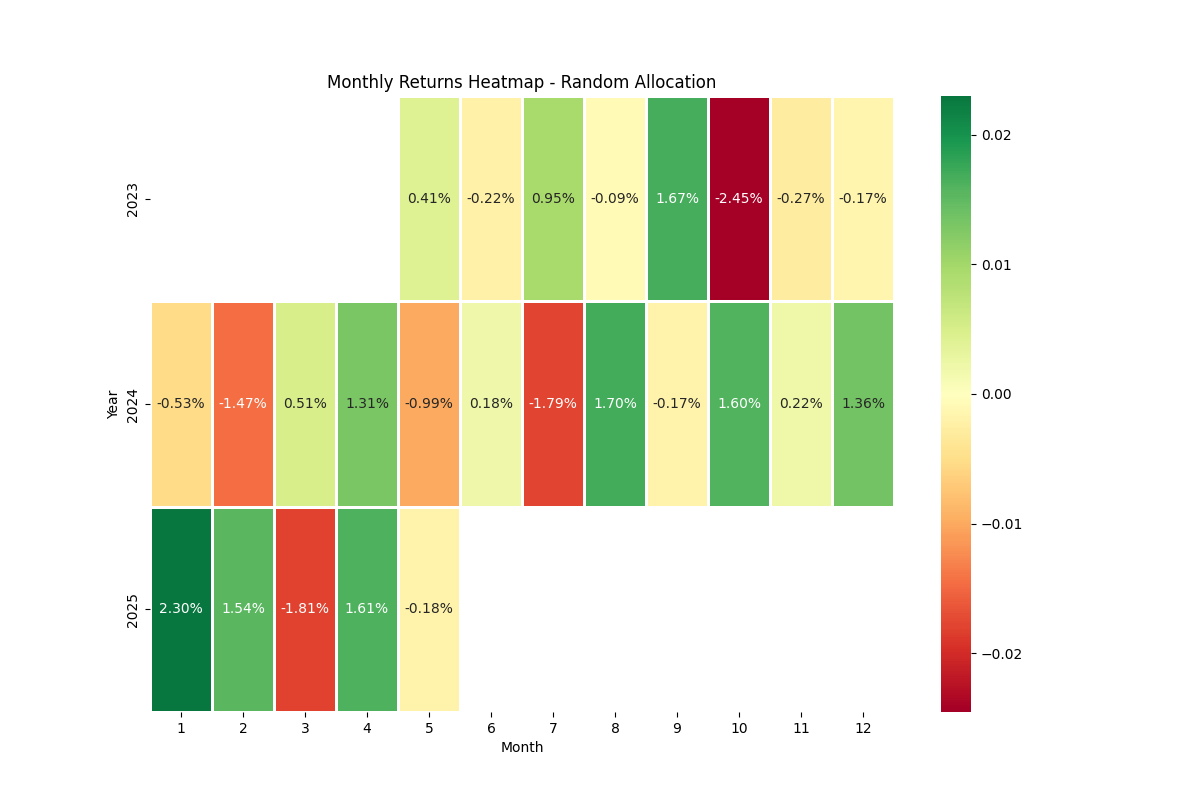 Monthly Returns Heatmap - Random Allocation
0.02
2023
0.41% -0.22% 0.95% -0.09% 1.67% -2.45% -0.27% -0.17%
0.01
Year
2024
-0.53% -1.47% 0.51% 1.31% -0.99% 0.18% -1.79% 1.70% -0.17% 1.60% 0.22% 1.36%
0.00
−0.01
2025
2.30% 1.54% -1.81% 1.61% -0.18%
−0.02
1 2 3 4 5 6 7 8 9 10 11 12
Month